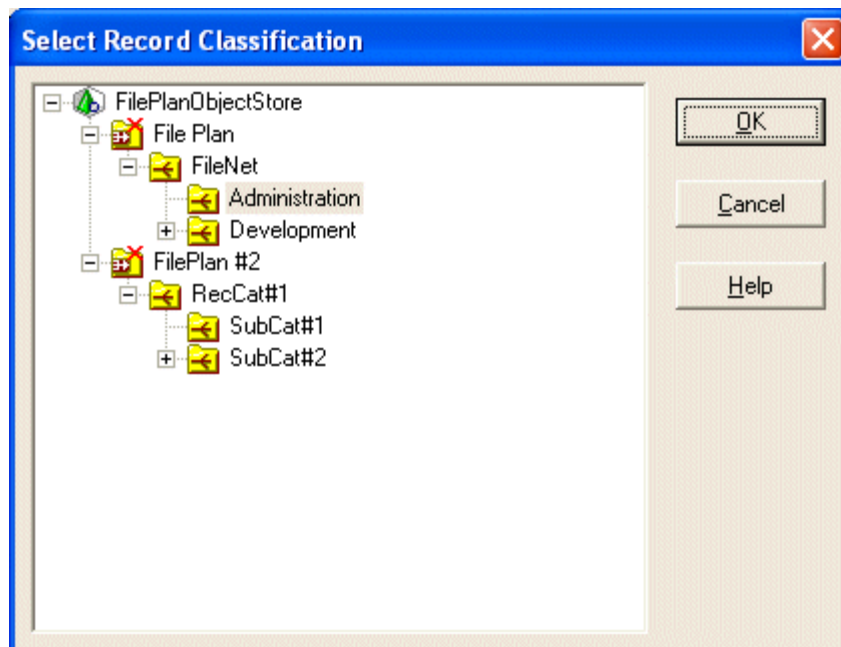 Select Record Classification
FilePlanObjectStore
File Plan
FileNet
Administration
Development
FilePlan #2
RecCat#1
SubCat#1
SubCat#2
OK
Cancel
Help